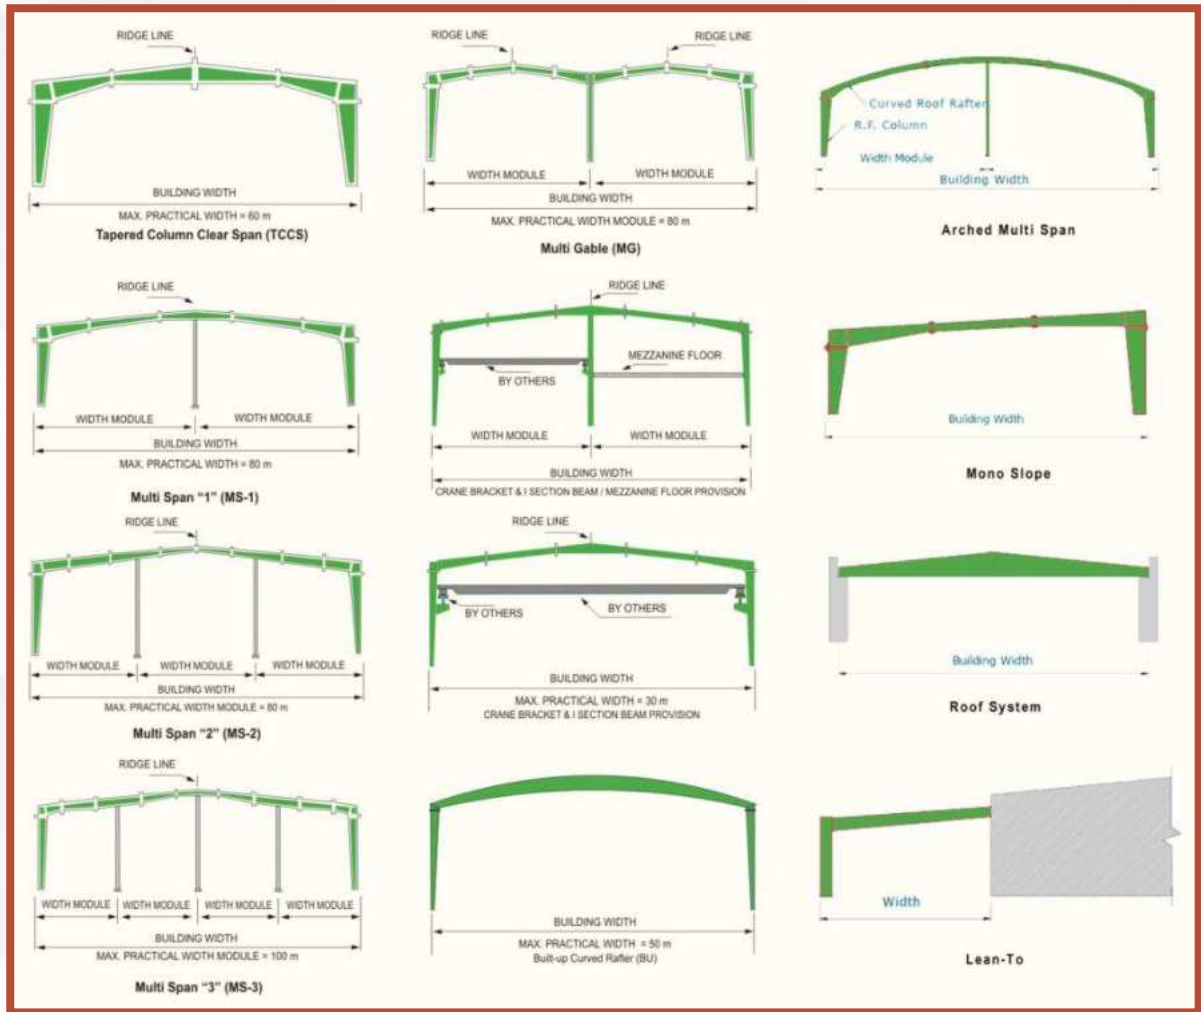 RIDGE LINE
BUILDING WIDTH
MAX. PRACTICAL WIDTH = 60 m
Tapered Column Clear Span (TCCS)
RIDGE LINE
RIDGE LINE
WIDTH MODULE
WIDTH MODULE
BUILDING WIDTH
MAX. PRACTICAL WIDTH MODULE = 80 m
Multi Gable (MG)
Curved Roof Rafter
R.F. Column
Width Module
Building Width
Arched Multi Span
RIDGE LINE
WIDTH MODULE
WIDTH MODULE
BUILDING WIDTH
MAX. PRACTICAL WIDTH = 80 m
Multi Span "1" (MS-1)
RIDGE LINE
MEZZANINE FLOOR
BY OTHERS
WIDTH MODULE
WIDTH MODULE
BUILDING WIDTH
CRANE BRACKET & I SECTION BEAM / MEZZANINE FLOOR PROVISION
Building Width
Mono Slope
RIDGE LINE
WIDTH MODULE
WIDTH MODULE
WIDTH MODULE
BUILDING WIDTH
MAX. PRACTICAL WIDTH MODULE = 80 m
Multi Span "2" (MS-2)
RIDGE LINE
BY OTHERS
BY OTHERS
BUILDING WIDTH
MAX. PRACTICAL WIDTH = 30 m
CRANE BRACKET & I SECTION BEAM PROVISION
Building Width
Roof System
RIDGE LINE
WIDTH MODULE
WIDTH MODULE
WIDTH MODULE
WIDTH MODULE
BUILDING WIDTH
MAX. PRACTICAL WIDTH MODULE = 100 m
Multi Span "3" (MS-3)
BUILDING WIDTH
MAX. PRACTICAL WIDTH = 50 m
Built-up Curved Rafter (BU)
Width
Lean-To